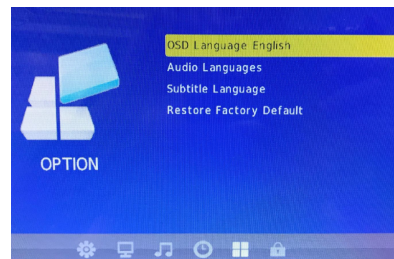 OSD Language English
Audio Languages
Subtitle Language
Restore Factory Default
OPTION